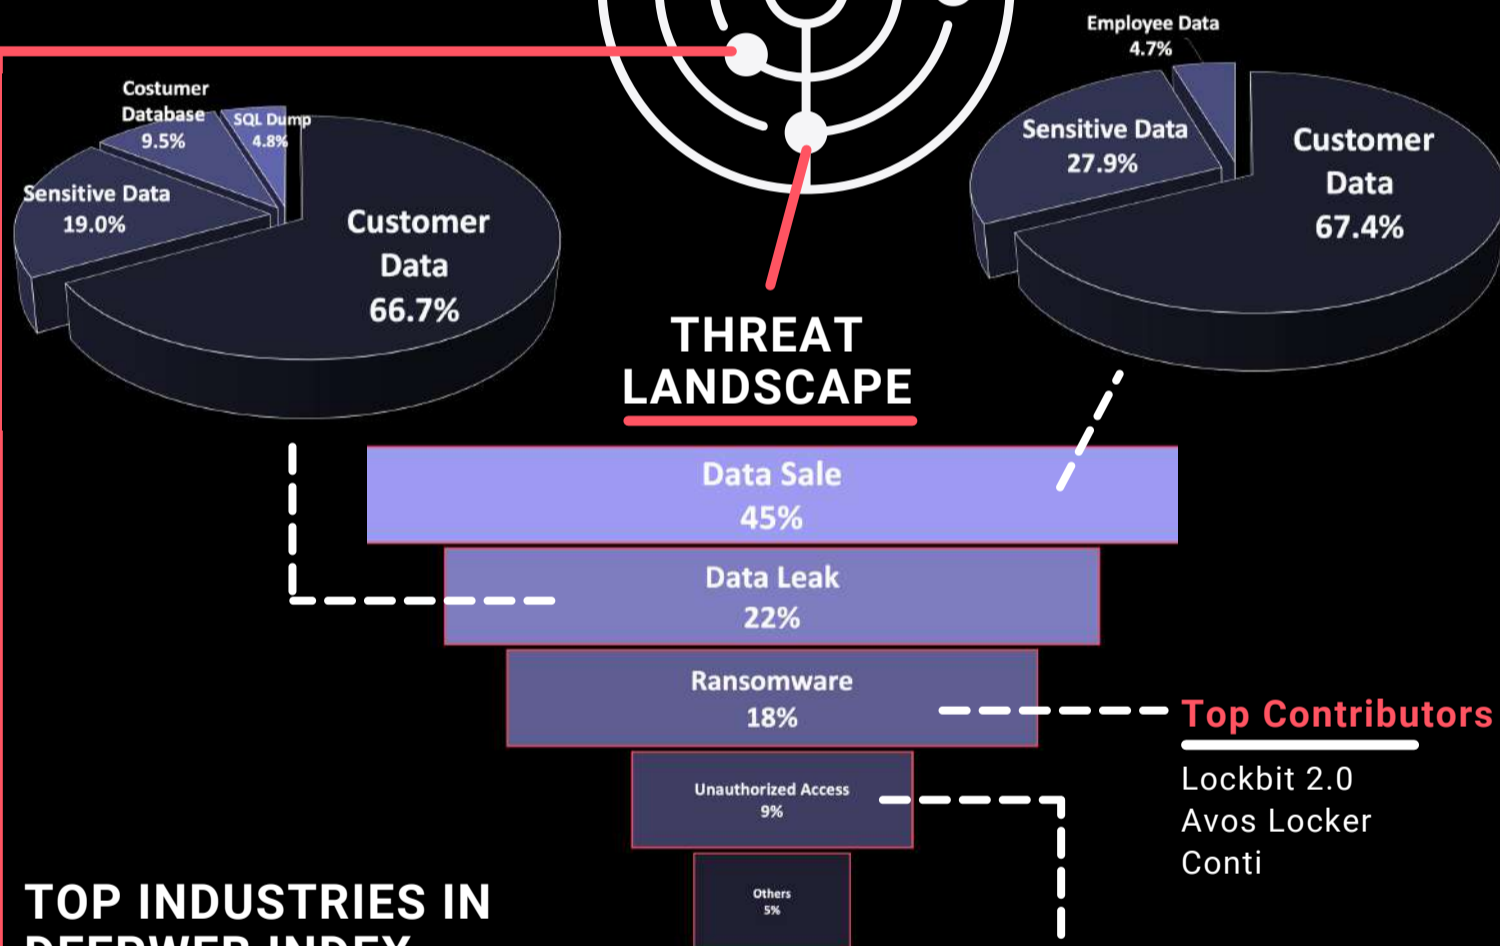 Costumer
Database
9.5%
SQL Dump
4.8%
Sensitive Data
19.0%
Customer
Data
66.7%
Employee Data
4.7%
Sensitive Data
27.9%
Customer
Data
67.4%
THREAT
LANDSCAPE
Data Sale
45%
Data Leak
22%
Ransomware
18%
Unauthorized Access
9%
Others
5%
Top Contributors
Lockbit 2.0
Avos Locker
Conti
TOP INDUSTRIES IN
DEEPWEB INDEX